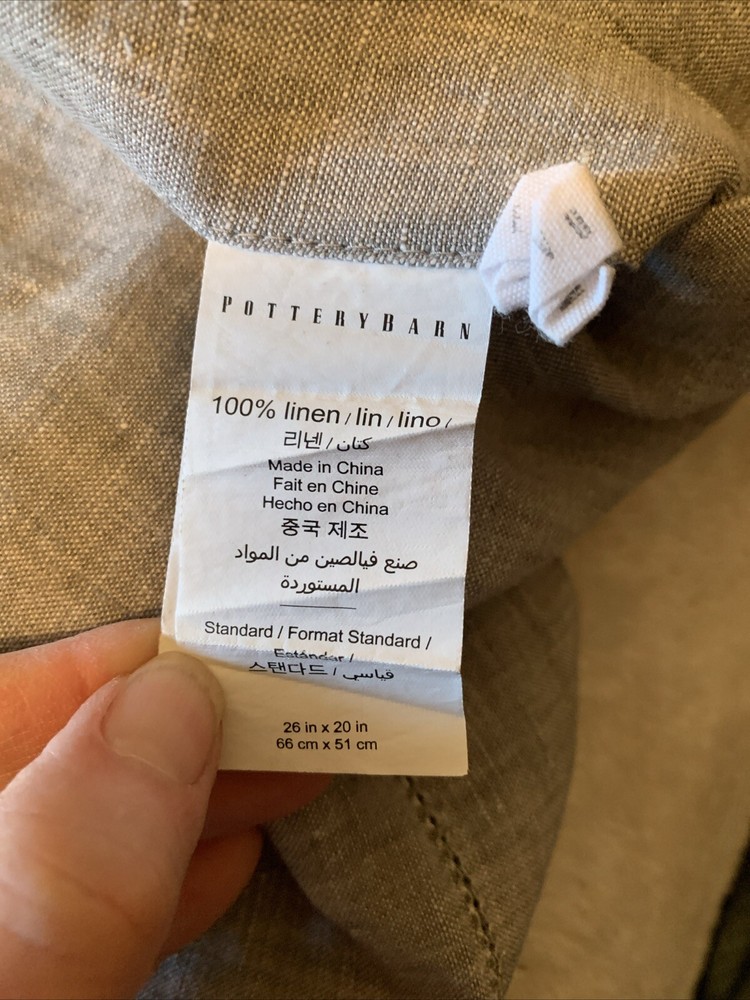 POTTERY BARN
100% linen / lin / lino /
리넨 / كتان
Made in China
Fait en Chine
Hecho en China
중국 제조
صنع فيالصين من المواد
المستوردة
Standard / Format Standard /
Estándar /
스탠다드 / قياسي
26 in x 20 in
66 cm x 51 cm